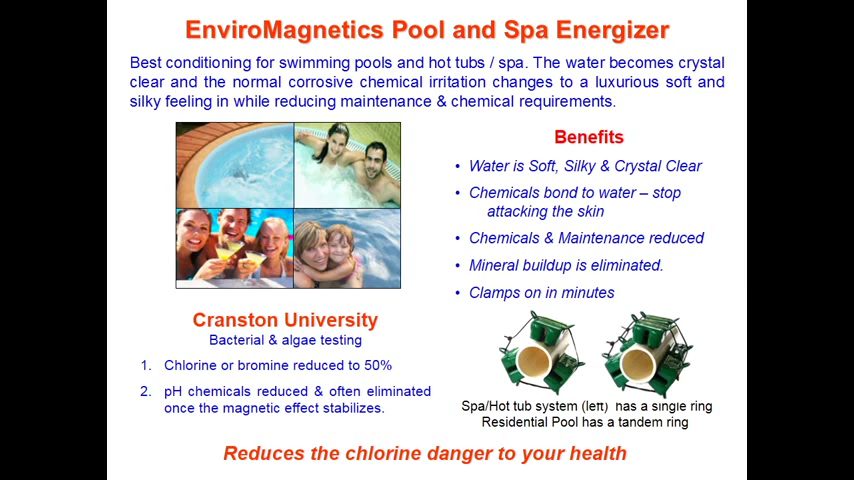 EnviroMagnetics Pool and Spa Energizer
Best conditioning for swimming pools and hot tubs / spa. The water becomes crystal
clear and the normal corrosive chemical irritation changes to a luxurious soft and
silky feeling in while reducing maintenance & chemical requirements.
Benefits
• Water is Soft, Silky & Crystal Clear
• Chemicals bond to water – stop
attacking the skin
• Chemicals & Maintenance reduced
• Mineral buildup is eliminated.
• Clamps on in minutes
Cranston University
Bacterial & algae testing
1. Chlorine or bromine reduced to 50%
2. pH chemicals reduced & often eliminated
once the magnetic effect stabilizes.
Spa/Hot tub system (left) has a single ring
Residential Pool has a tandem ring
Reduces the chlorine danger to your health